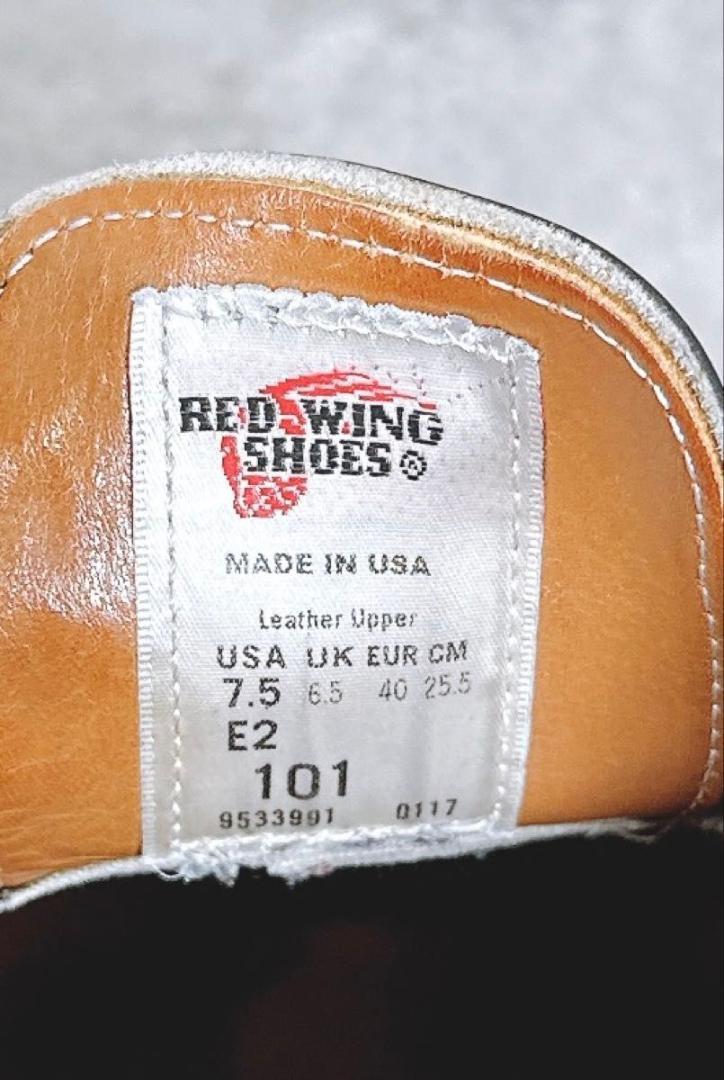 RED WING
SHOES®
MADE IN USA
Leather Upper
USA UK EUR CM
7.5 6.5 40 25.5
E2
101
9533991 0117